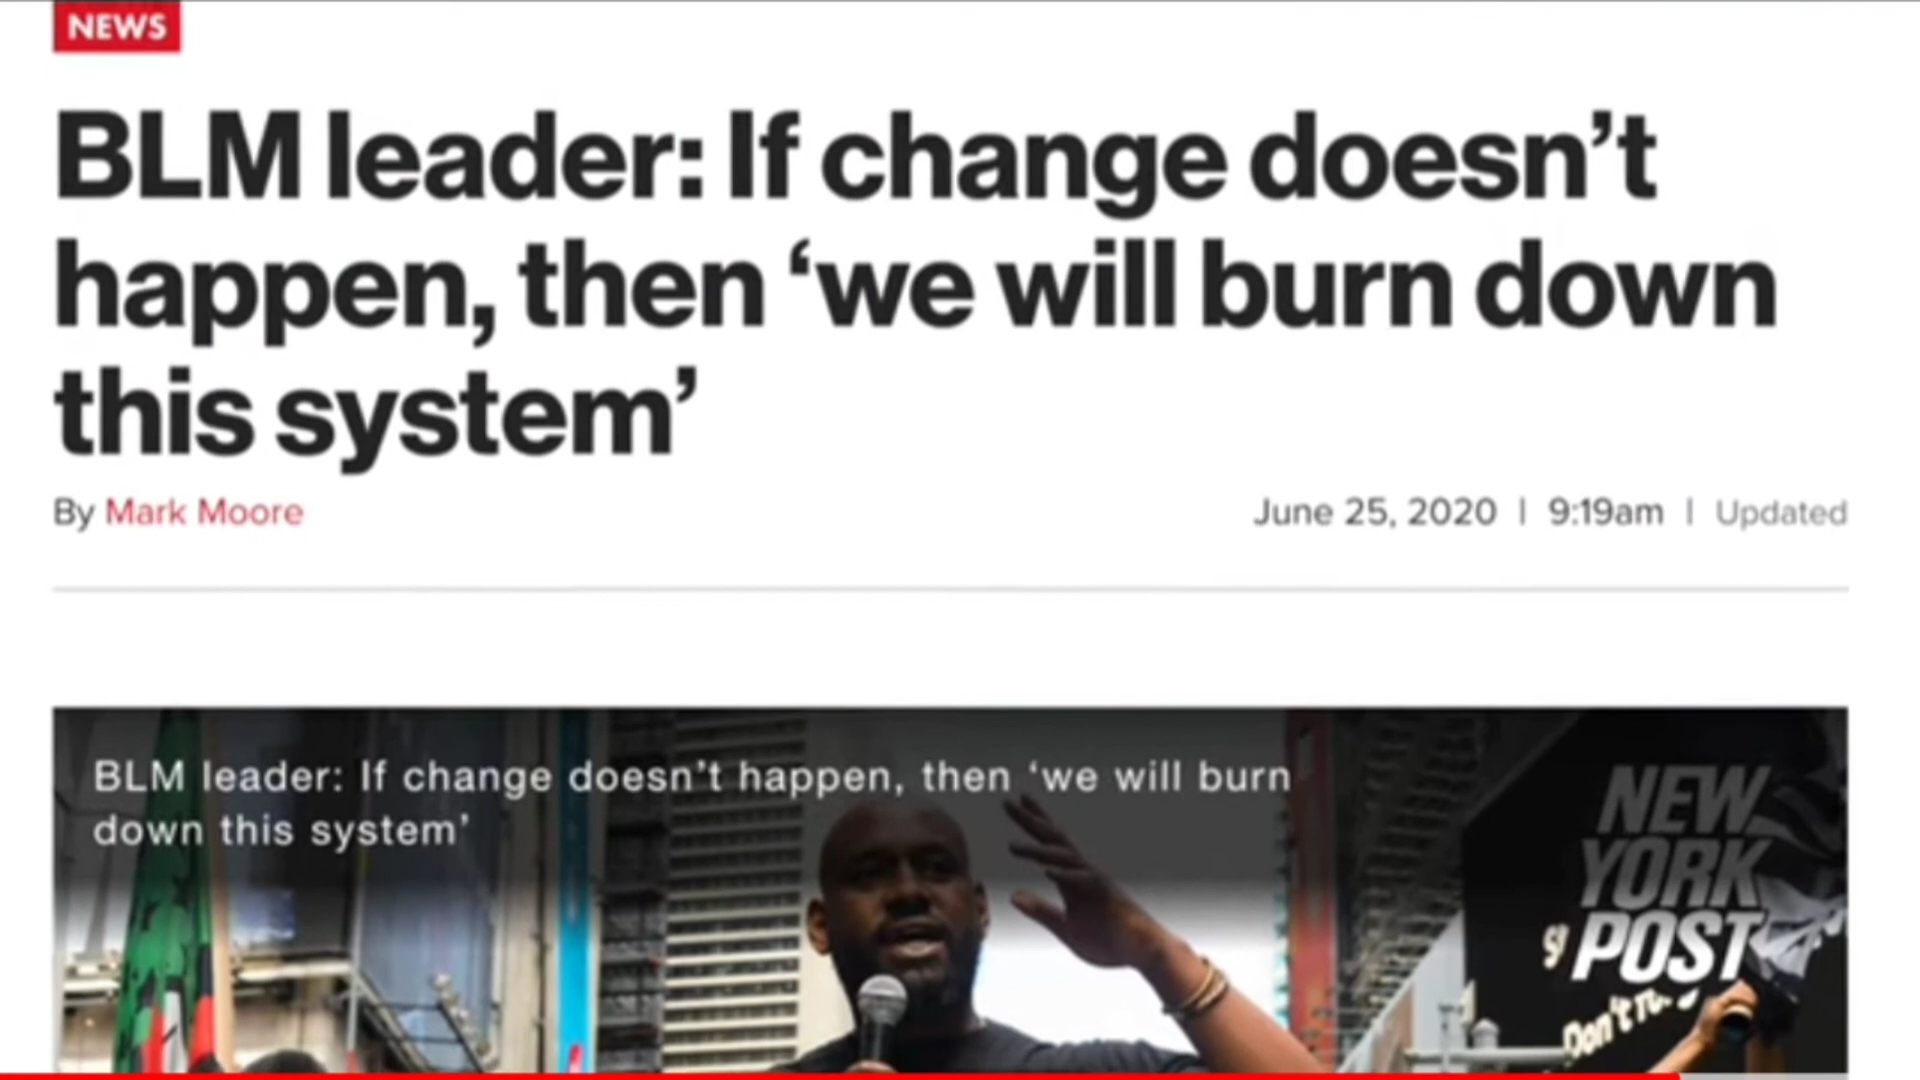 NEWS
BLM leader: If change doesn’t
happen, then ‘we will burn down
this system’
By Mark Moore
June 25, 2020 | 9:19am | Updated
BLM leader: If change doesn’t happen, then ‘we will burn
down this system’
NEW
YORK
POST
Don't